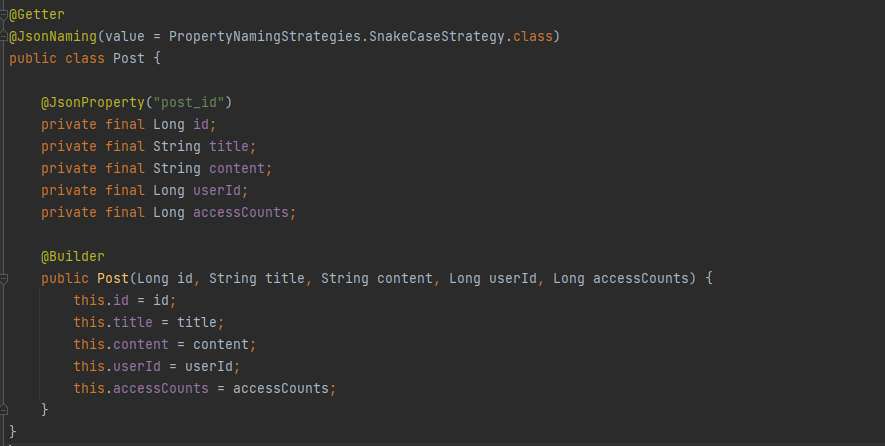 @Getter
@JsonNaming(value = PropertyNamingStrategies.SnakeCaseStrategy.class)
public class Post {
@JsonProperty("post_id")
private final Long id;
private final String title;
private final String content;
private final Long userId;
private final Long accessCounts;
@Builder
public Post(Long id, String title, String content, Long userId, Long accessCounts) {
this.id = id;
this.title = title;
this.content = content;
this.userId = userId;
this.accessCounts = accessCounts;
}
}